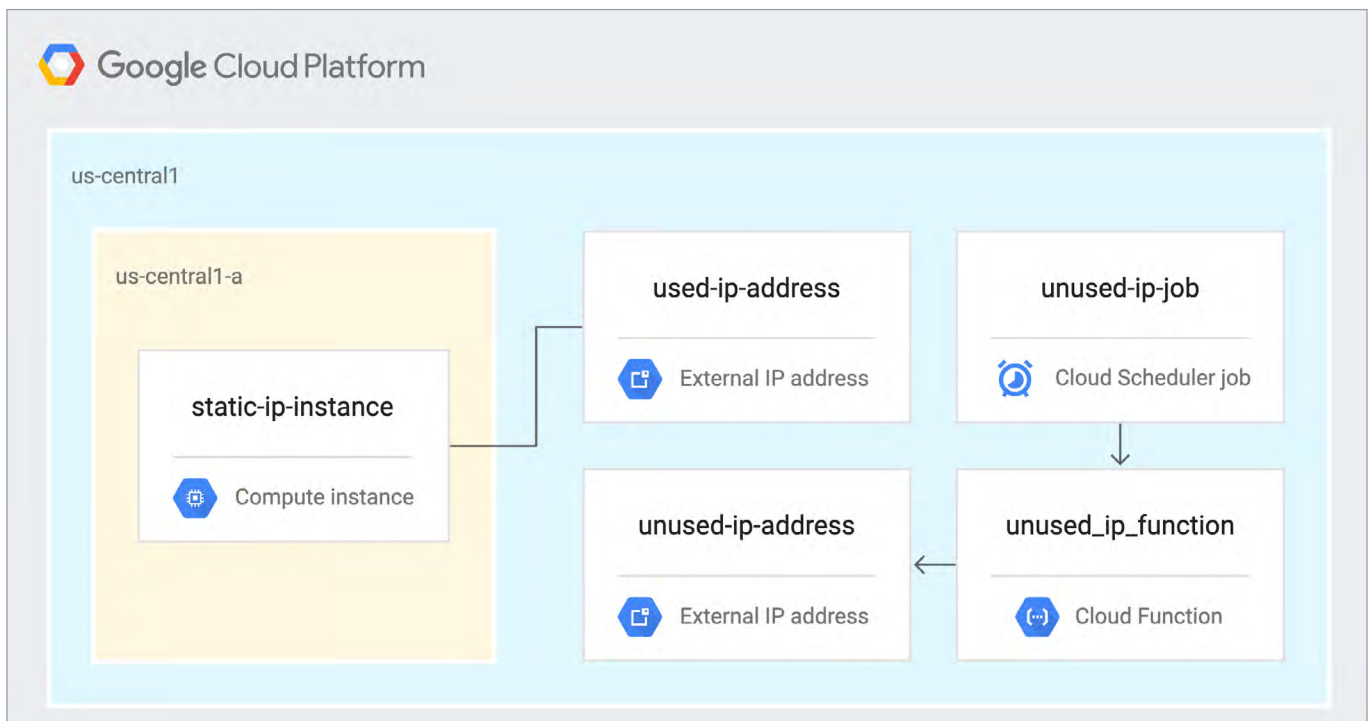 Google Cloud Platform
us-central1
us-central1-a
static-ip-instance
Compute instance
used-ip-address
External IP address
unused-ip-job
Cloud Scheduler job
unused-ip-address
External IP address
unused_ip_function
Cloud Function